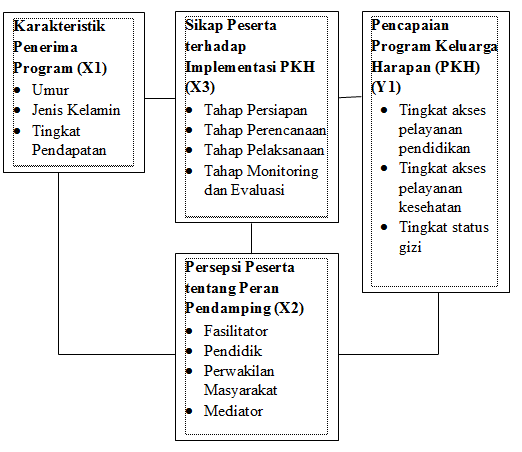 Karakteristik
Penerima
Program (X1)
• Umur
• Jenis Kelamin
• Tingkat
Pendapatan
Sikap Peserta
terhadap
Implementasi PKH
(X3)
• Tahap Persiapan
• Tahap Perencanaan
• Tahap Pelaksanaan
• Tahap Monitoring
dan Evaluasi
Pencapaian
Program Keluarga
Harapan (PKH)
(Y1)
• Tingkat akses
pelayanan
pendidikan
• Tingkat akses
pelayanan
kesehatan
• Tingkat status
gizi
Persepsi Peserta
tentang Peran
Pendamping (X2)
• Fasilitator
• Pendidik
• Perwakilan
Masyarakat
• Mediator